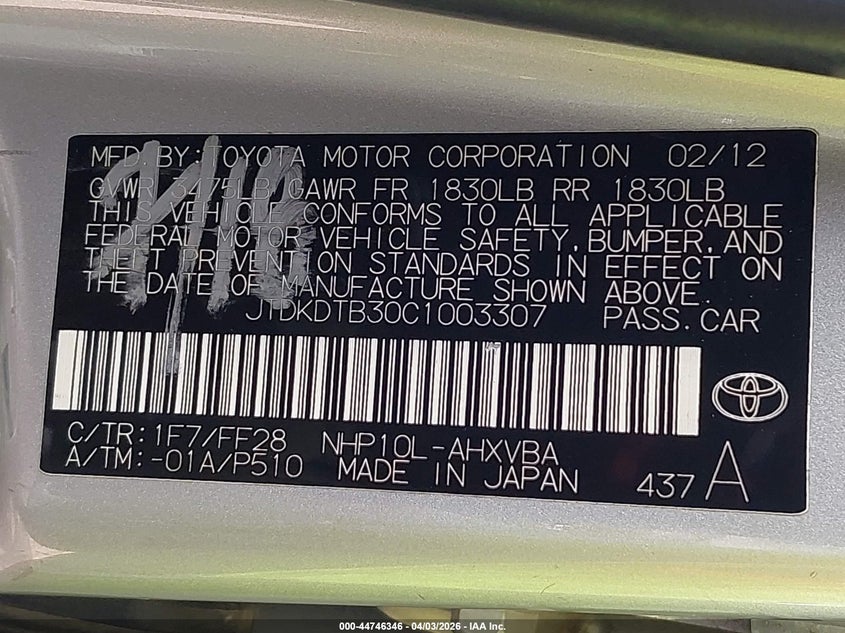 MFD.BY:TOYOTA MOTOR CORPORATION 02/12
GVWR 3475LB GAWR FR 1830LB RR 1830LB
THIS VEHICLE CONFORMS TO ALL APPLICABLE
FEDERAL MOTOR VEHICLE SAFETY, BUMPER, AND
THEFT PREVENTION STANDARDS IN EFFECT ON
THE DATE OF MANUFACTURE SHOWN ABOVE.
JTDKDTB30C1003307 PASS.CAR
C/TR:1F7/FF28 NHP10L-AHXVBA
A/TM:-01A/P510 MADE IN JAPAN 437 A
000-44746346 - 04/03/2026 - IAA Inc.